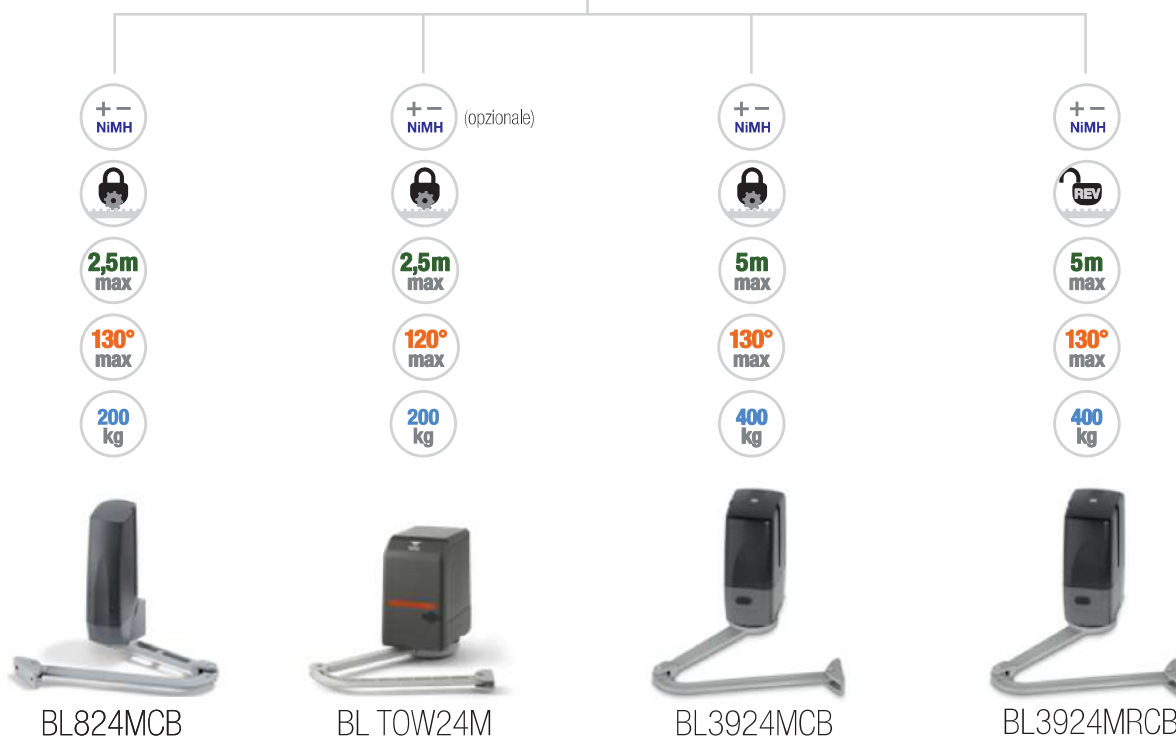 + −
NiMH
+ −
NiMH
(opzionale)
+ −
NiMH
+ −
NiMH
REV
2,5m
max
2,5m
max
5m
max
5m
max
130°
max
120°
max
130°
max
130°
max
200
kg
200
kg
400
kg
400
kg
BL824MCB
BL TOW24M
BL3924MCB
BL3924MRCB